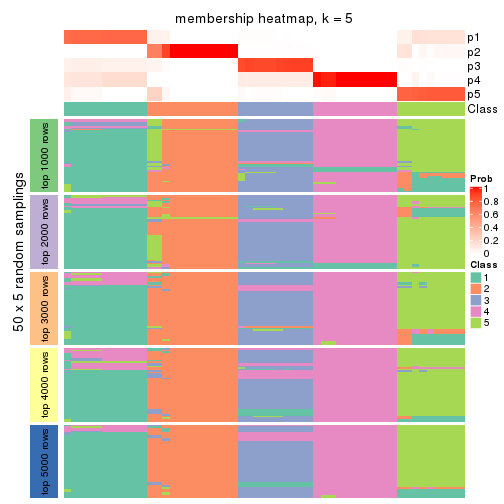 membership heatmap, k = 5
p1
p2
p3
p4
p5
Class
50 x 5 random samplings
top 1000 rows
top 2000 rows
top 3000 rows
top 4000 rows
top 5000 rows
Prob
1
0.8
0.6
0.4
0.2
0
Class
1
2
3
4
5